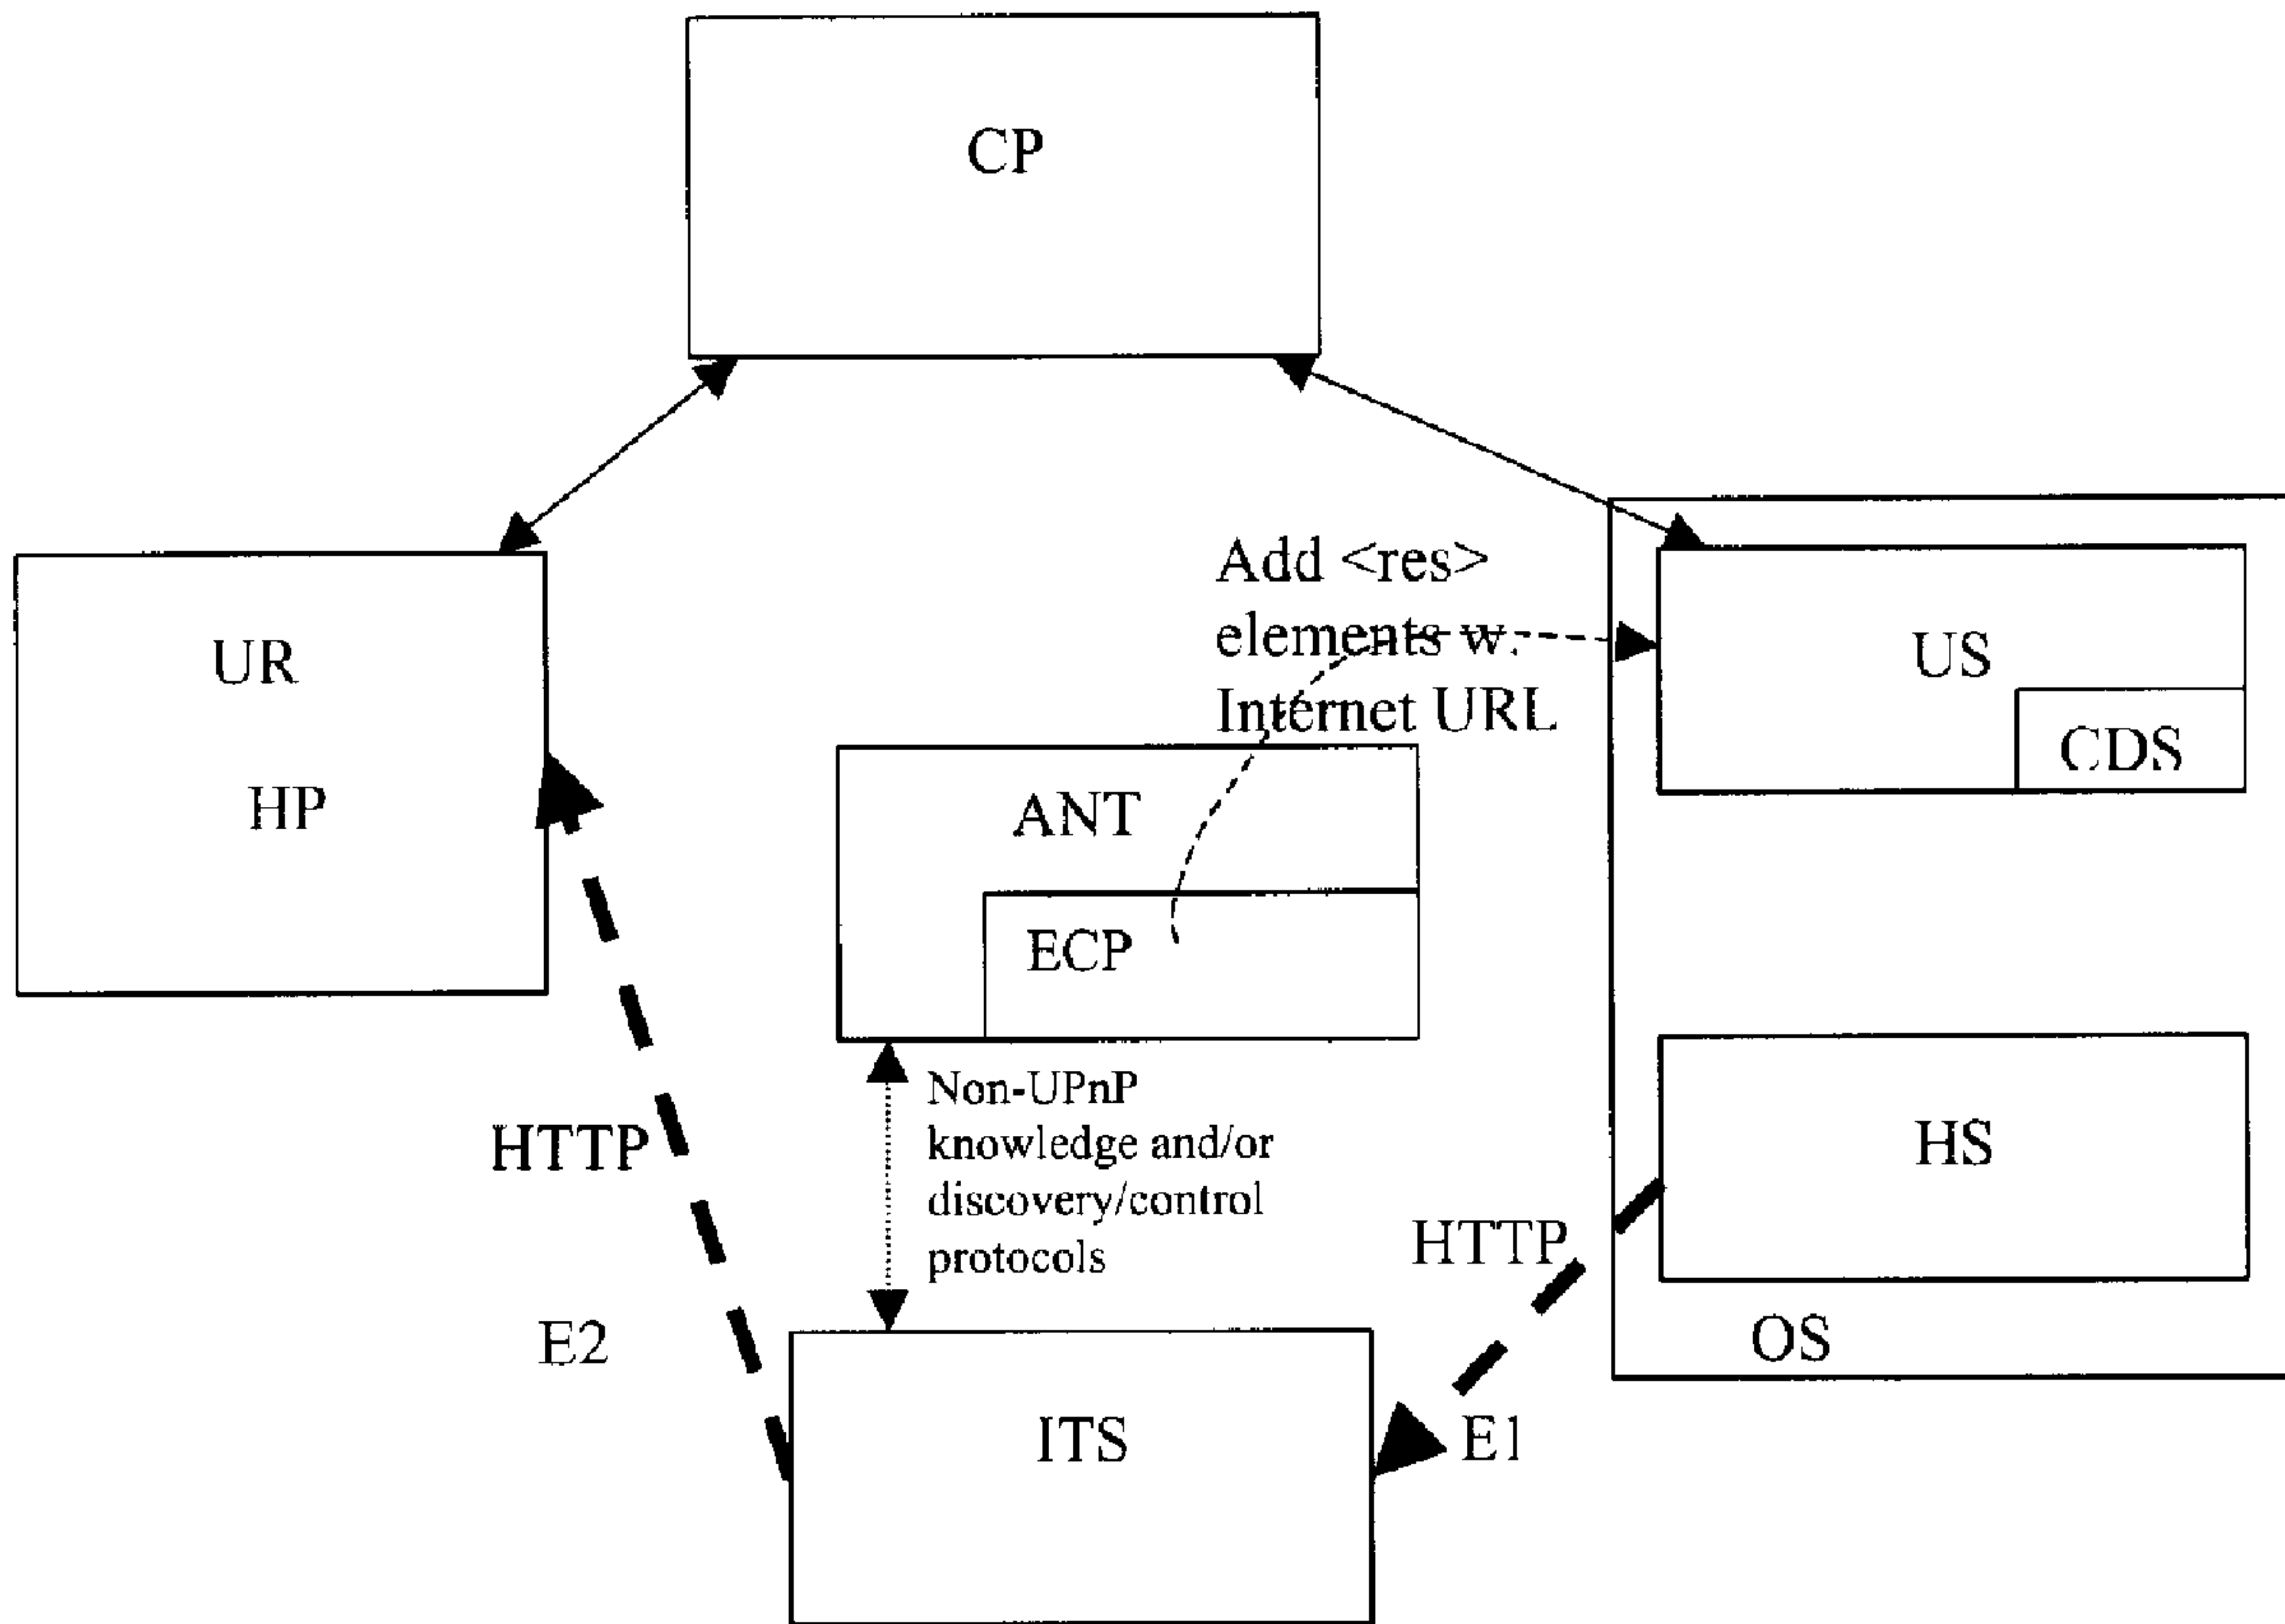 CP
Add <res>
elements w.
Internet URL
UR
HP
US
CDS
ANT
ECP
Non-UPnP
knowledge and/or
discovery/control
protocols
HTTP
HS
HTTP
E2
OS
ITS
E1